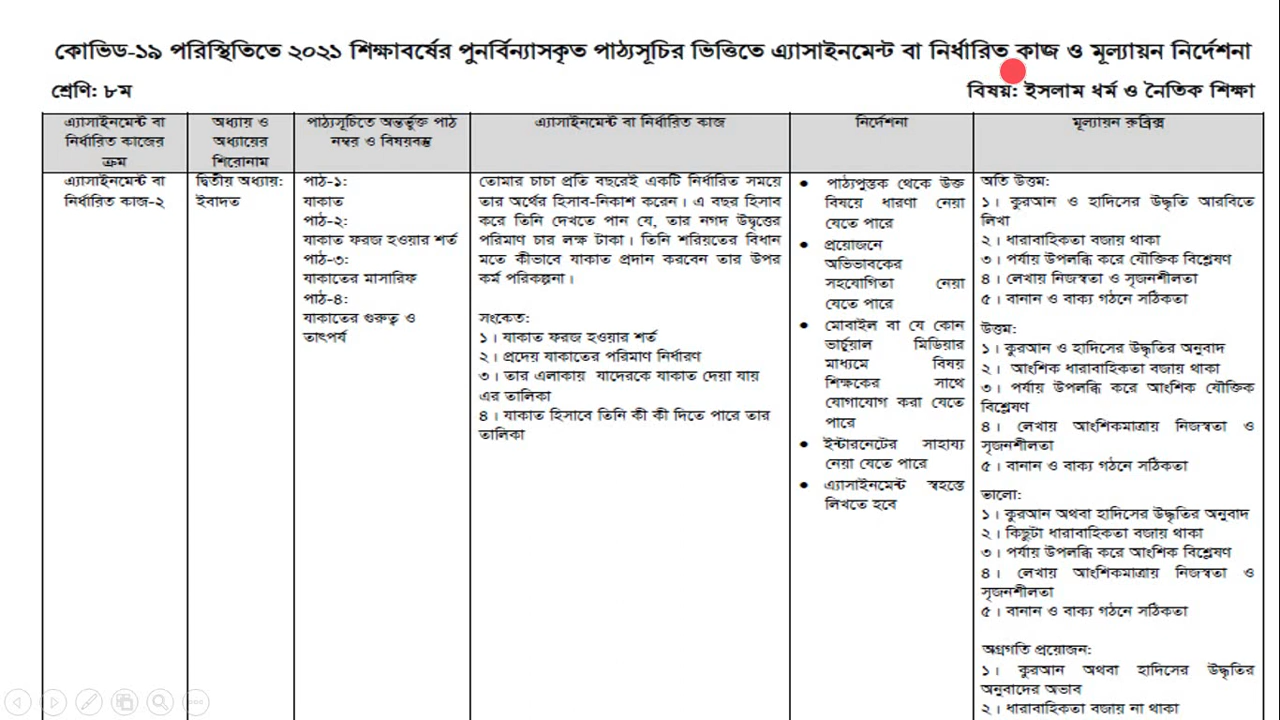 কোভিড-১৯ পরিস্থিতিতে ২০২১ শিক্ষাবর্ষের পুনর্বিন্যাসকৃত পাঠ্যসূচির ভিত্তিতে এ্যাসাইনমেন্ট বা নির্ধারিত কাজ ও মূল্যায়ন নির্দেশনা
শ্রেণি: ৮ম
বিষয়: ইসলাম ধর্ম ও নৈতিক শিক্ষা
এ্যাসাইনমেন্ট বা
নির্ধারিত কাজের
ক্রম
অধ্যায় ও
অধ্যায়ের
শিরোনাম
পাঠ্যসূচিতে অন্তর্ভুক্ত পাঠ
নম্বর ও বিষয়বস্তু
এ্যাসাইনমেন্ট বা নির্ধারিত কাজ
নির্দেশনা
মূল্যায়ন রুব্রিক্স
এ্যাসাইনমেন্ট বা
নির্ধারিত কাজ-২
দ্বিতীয় অধ্যায়:
ইবাদত
পাঠ-১:
যাকাত
পাঠ-২:
যাকাত ফরজ হওয়ার শর্ত
পাঠ-৩:
যাকাতের মাসারিফ
পাঠ-৪:
যাকাতের গুরুত্ব ও
তাৎপর্য
তোমার চাচা প্রতি বছরেই একটি নির্ধারিত সময়ে
তার অর্থের হিসাব-নিকাশ করেন। এ বছর হিসাব
করে তিনি দেখতে পান যে, তার নগদ উদ্বৃত্তের
পরিমাণ চার লক্ষ টাকা। তিনি শরিয়তের বিধান
মতে কীভাবে যাকাত প্রদান করবেন তার উপর
কর্ম পরিকল্পনা।
সংকেত:
১। যাকাত ফরজ হওয়ার শর্ত
২। প্রদেয় যাকাতের পরিমাণ নির্ধারণ
৩। তার এলাকায় যাদেরকে যাকাত দেয়া যায়
এর তালিকা
৪। যাকাত হিসাবে তিনি কী কী দিতে পারে তার
তালিকা
• পাঠ্যপুস্তক থেকে উক্ত
বিষয়ে ধারণা নেয়া
যেতে পারে
• প্রয়োজনে
অভিভাবকের
সহযোগিতা নেয়া
যেতে পারে
• মোবাইল বা যে কোন
ভার্চুয়াল মিডিয়ার
মাধ্যমে বিষয়
শিক্ষকের সাথে
যোগাযোগ করা যেতে
পারে
• ইন্টারনেটের সাহায্য
নেয়া যেতে পারে
• এ্যাসাইনমেন্ট স্বহস্তে
লিখতে হবে
অতি উত্তম:
১। কুরআন ও হাদিসের উদ্ধৃতি আরবিতে
লিখা
২। ধারাবাহিকতা বজায় থাকা
৩। পর্যায় উপলব্ধি করে যৌক্তিক বিশ্লেষণ
৪। লেখায় নিজস্বতা ও সৃজনশীলতা
৫। বানান ও বাক্য গঠনে সঠিকতা
উত্তম:
১। কুরআন ও হাদিসের উদ্ধৃতির অনুবাদ
২। আংশিক ধারাবাহিকতা বজায় থাকা
৩। পর্যায় উপলব্ধি করে আংশিক যৌক্তিক
বিশ্লেষণ
৪। লেখায় আংশিকমাত্রায় নিজস্বতা ও
সৃজনশীলতা
৫। বানান ও বাক্য গঠনে সঠিকতা
ভালো:
১। কুরআন অথবা হাদিসের উদ্ধৃতির অনুবাদ
২। কিছুটা ধারাবাহিকতা বজায় থাকা
৩। পর্যায় উপলব্ধি করে আংশিক বিশ্লেষণ
৪। লেখায় আংশিকমাত্রায় নিজস্বতা ও
সৃজনশীলতা
৫। বানান ও বাক্য গঠনে সঠিকতা
অগ্রগতি প্রয়োজন:
১। কুরআন অথবা হাদিসের উদ্ধৃতির
অনুবাদের অভাব
২। ধারাবাহিকতা বজায় না থাকা